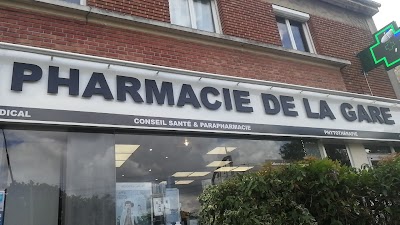 PHARMACIE DE LA GARE
DICAL CONSEIL SANTÉ & PARAPHARMACIE PHYTOTHÉRAPIE